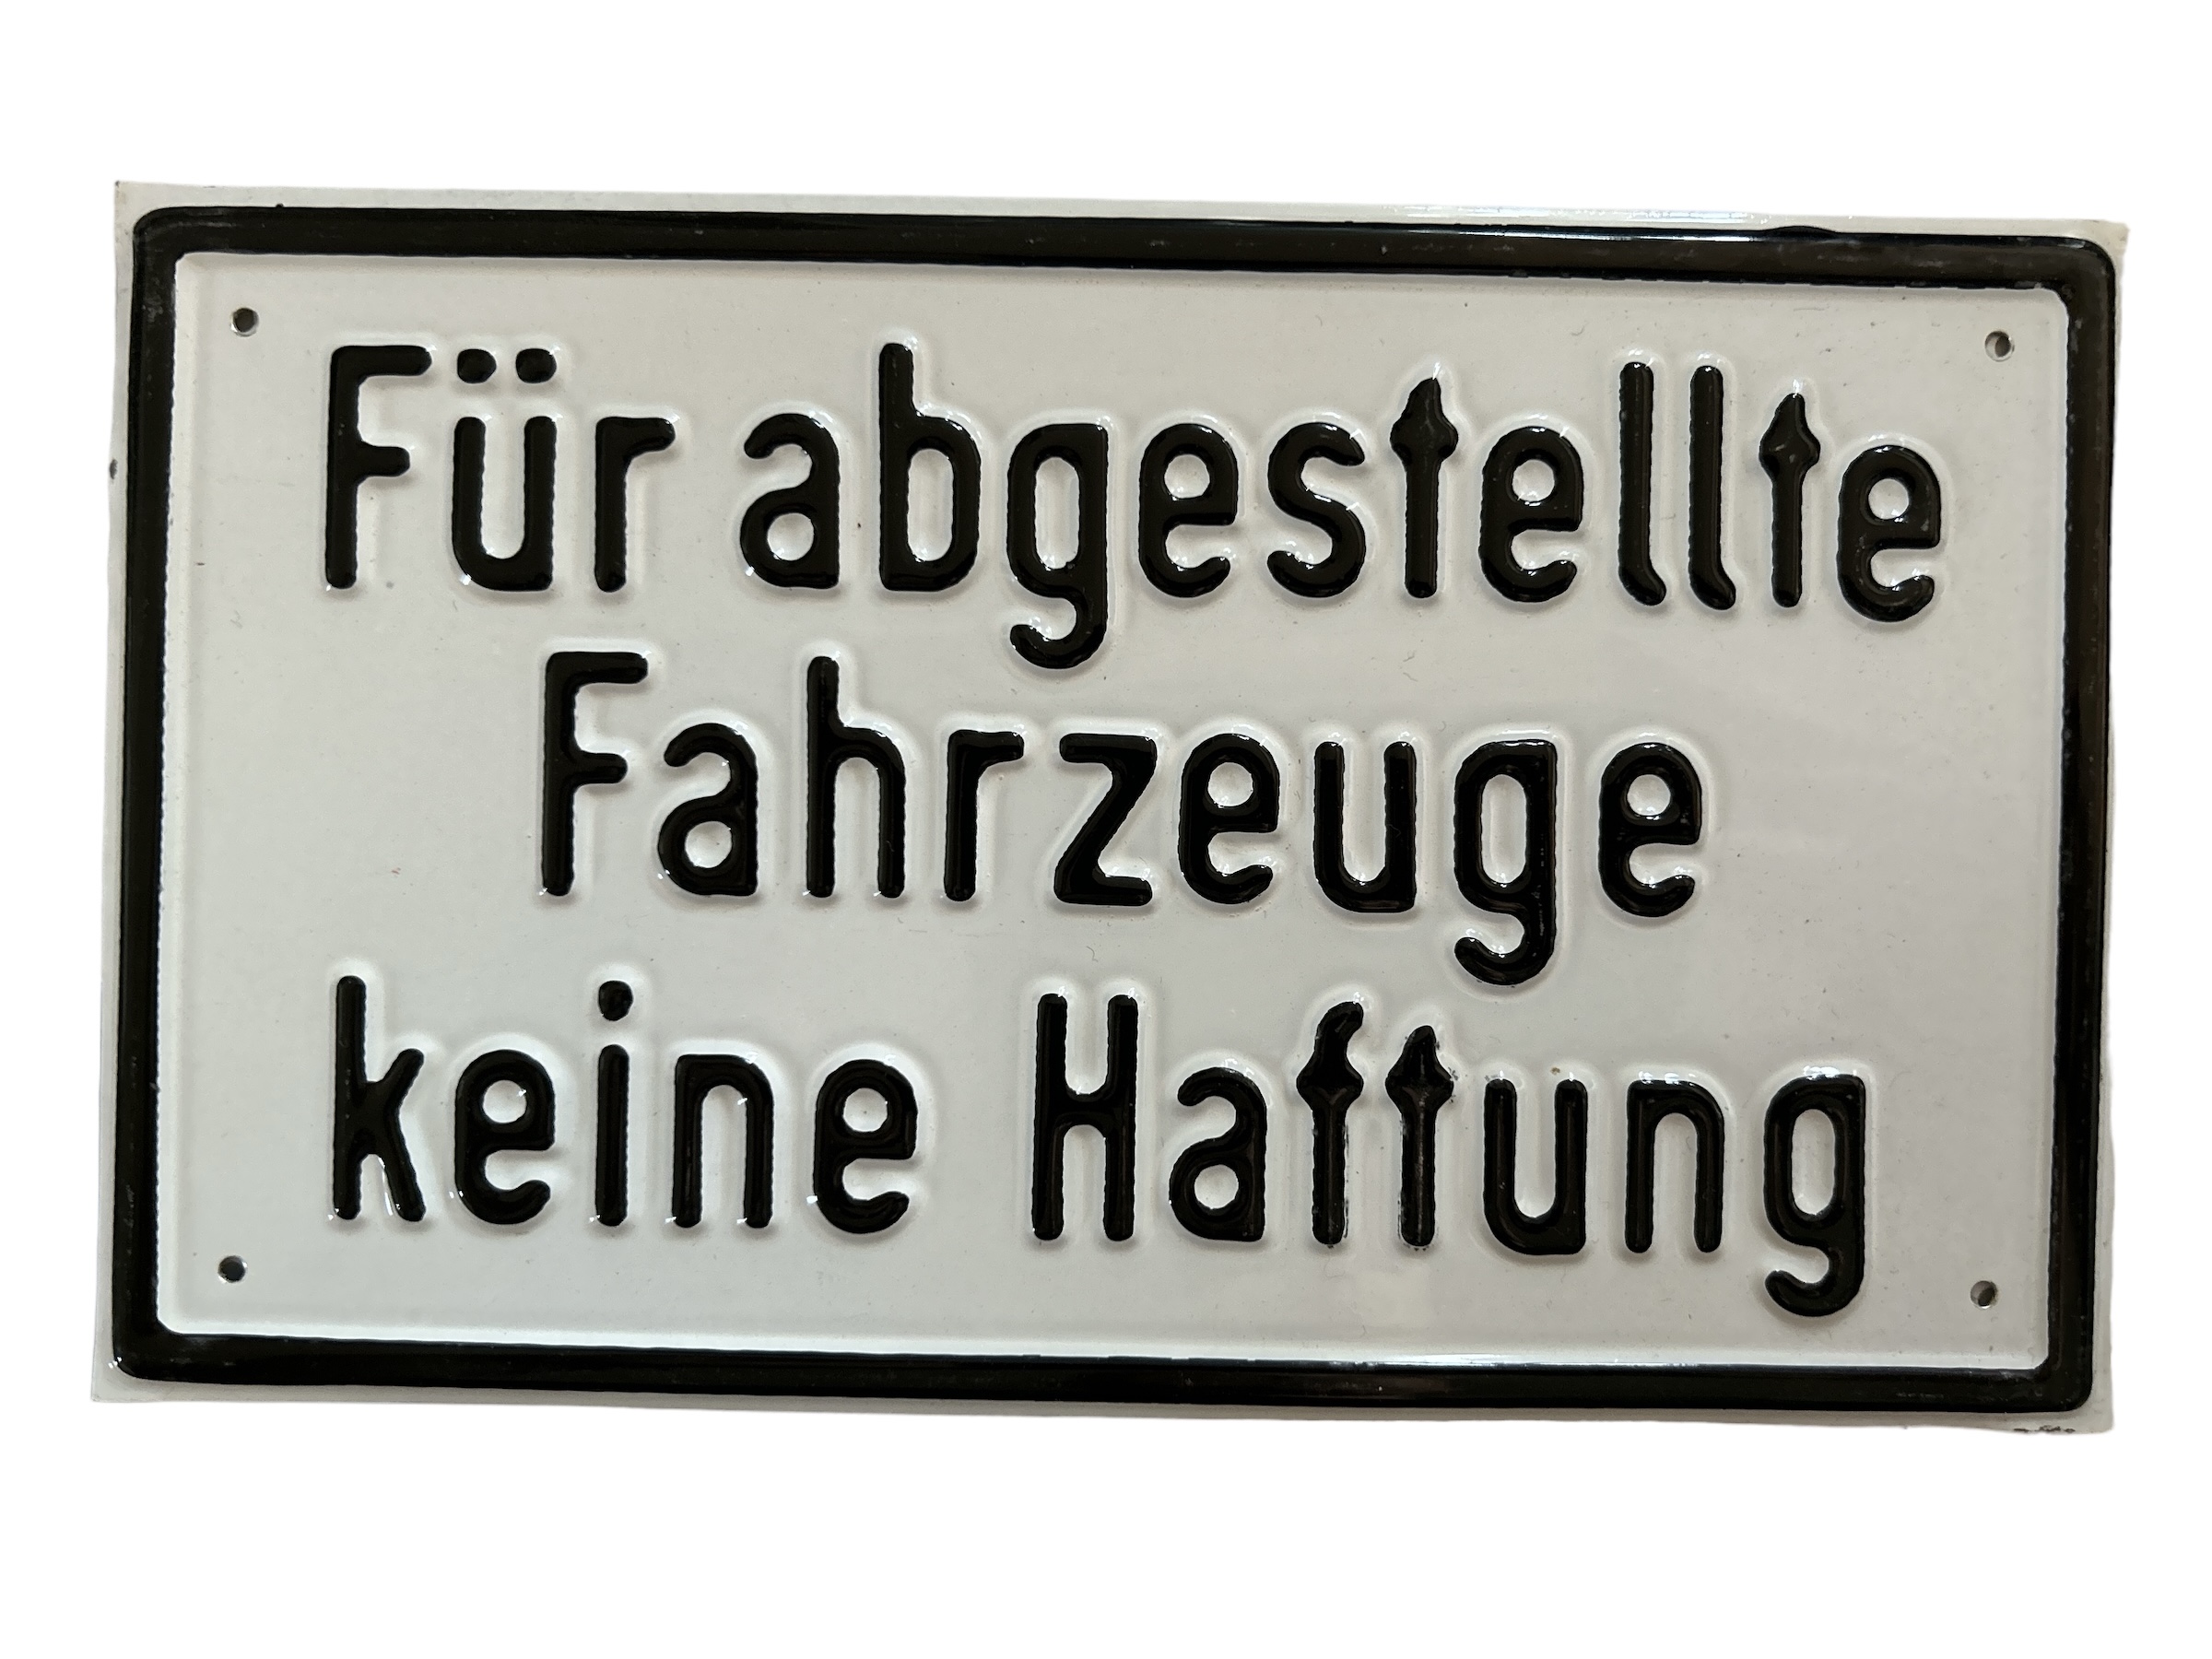 Für abgestellte
Fahrzeuge
keine Haftung